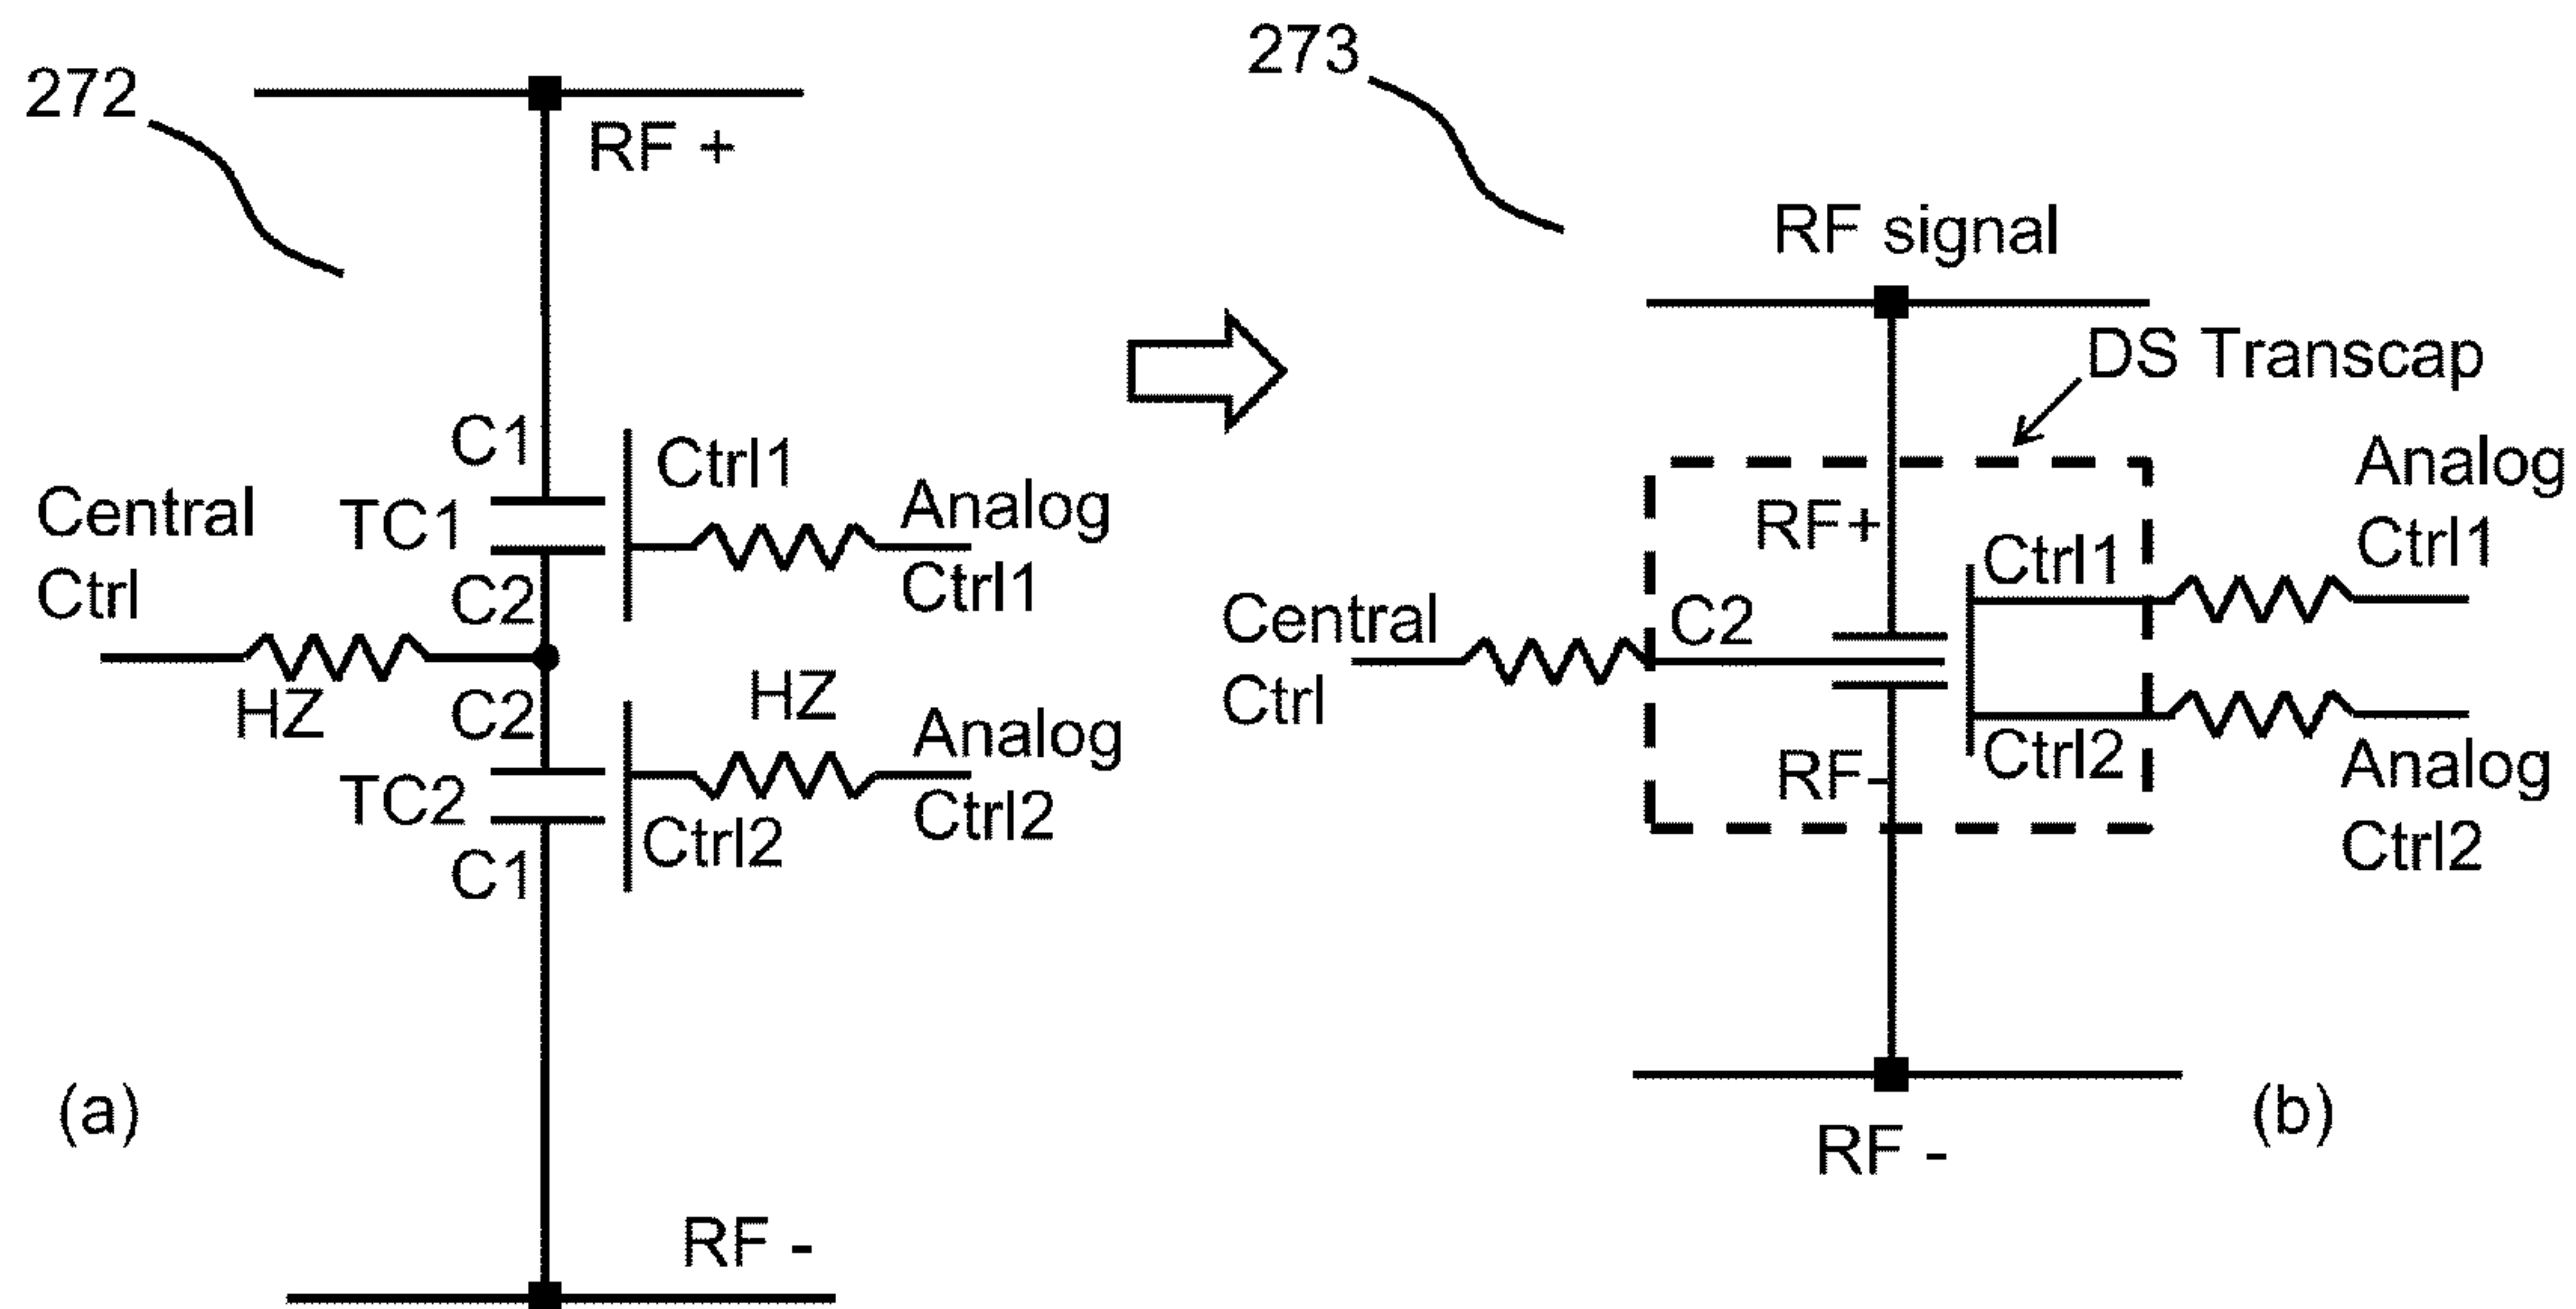 272
RF +
C1
Ctrl1
Central
Ctrl
TC1
Analog
Ctrl1
C2
HZ
C2
HZ
Analog
Ctrl2
TC2
Ctrl2
C1
(a)
RF -
273
RF signal
DS Transcap
RF+
Analog
Ctrl1
Ctrl1
Central
Ctrl
C2
RF-
Ctrl2
Analog
Ctrl2
RF -
(b)